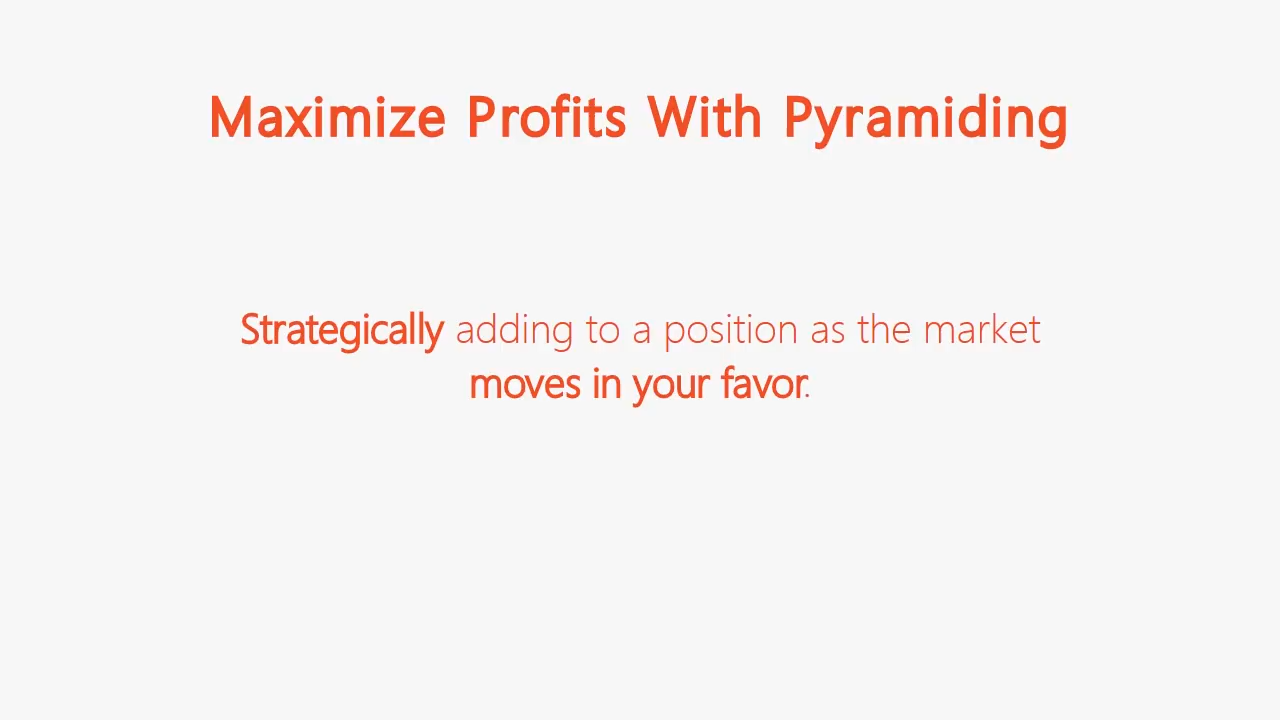 Maximize Profits With Pyramiding
Strategically adding to a position as the market
moves in your favor.